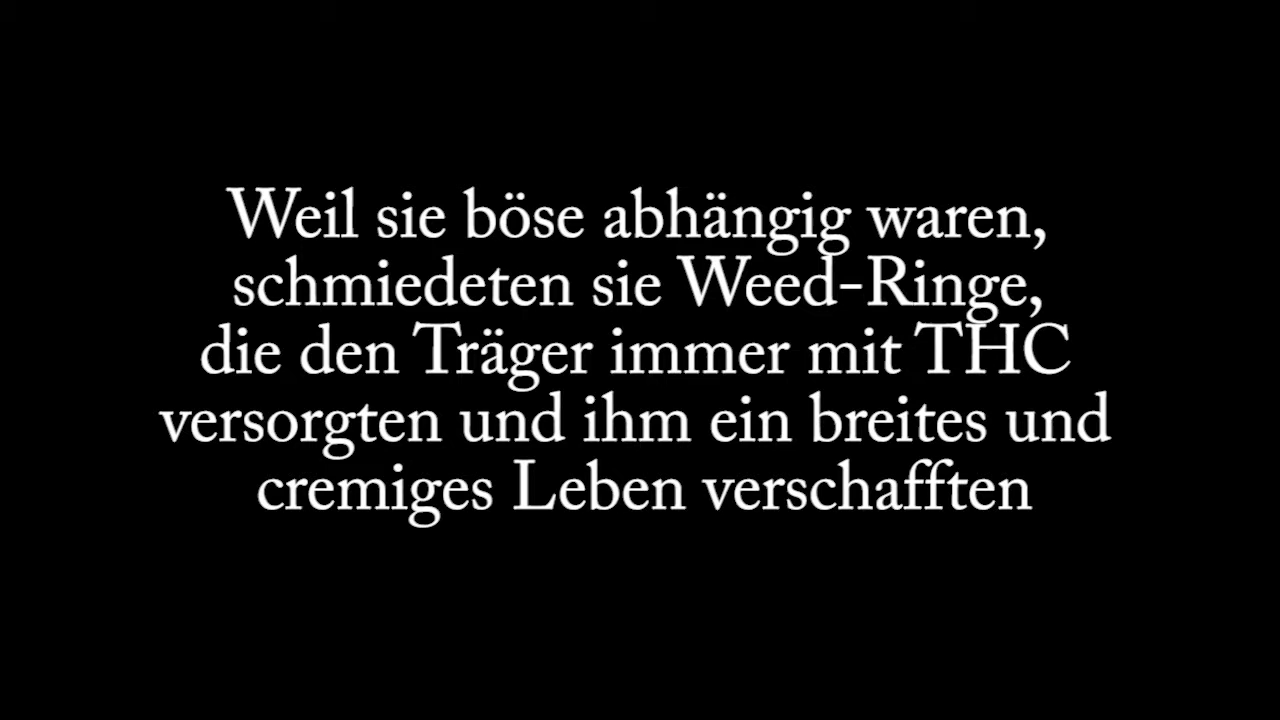 Weil sie böse abhängig waren,
schmiedeten sie Weed-Ringe,
die den Träger immer mit THC
versorgten und ihm ein breites und
cremiges Leben verschafften